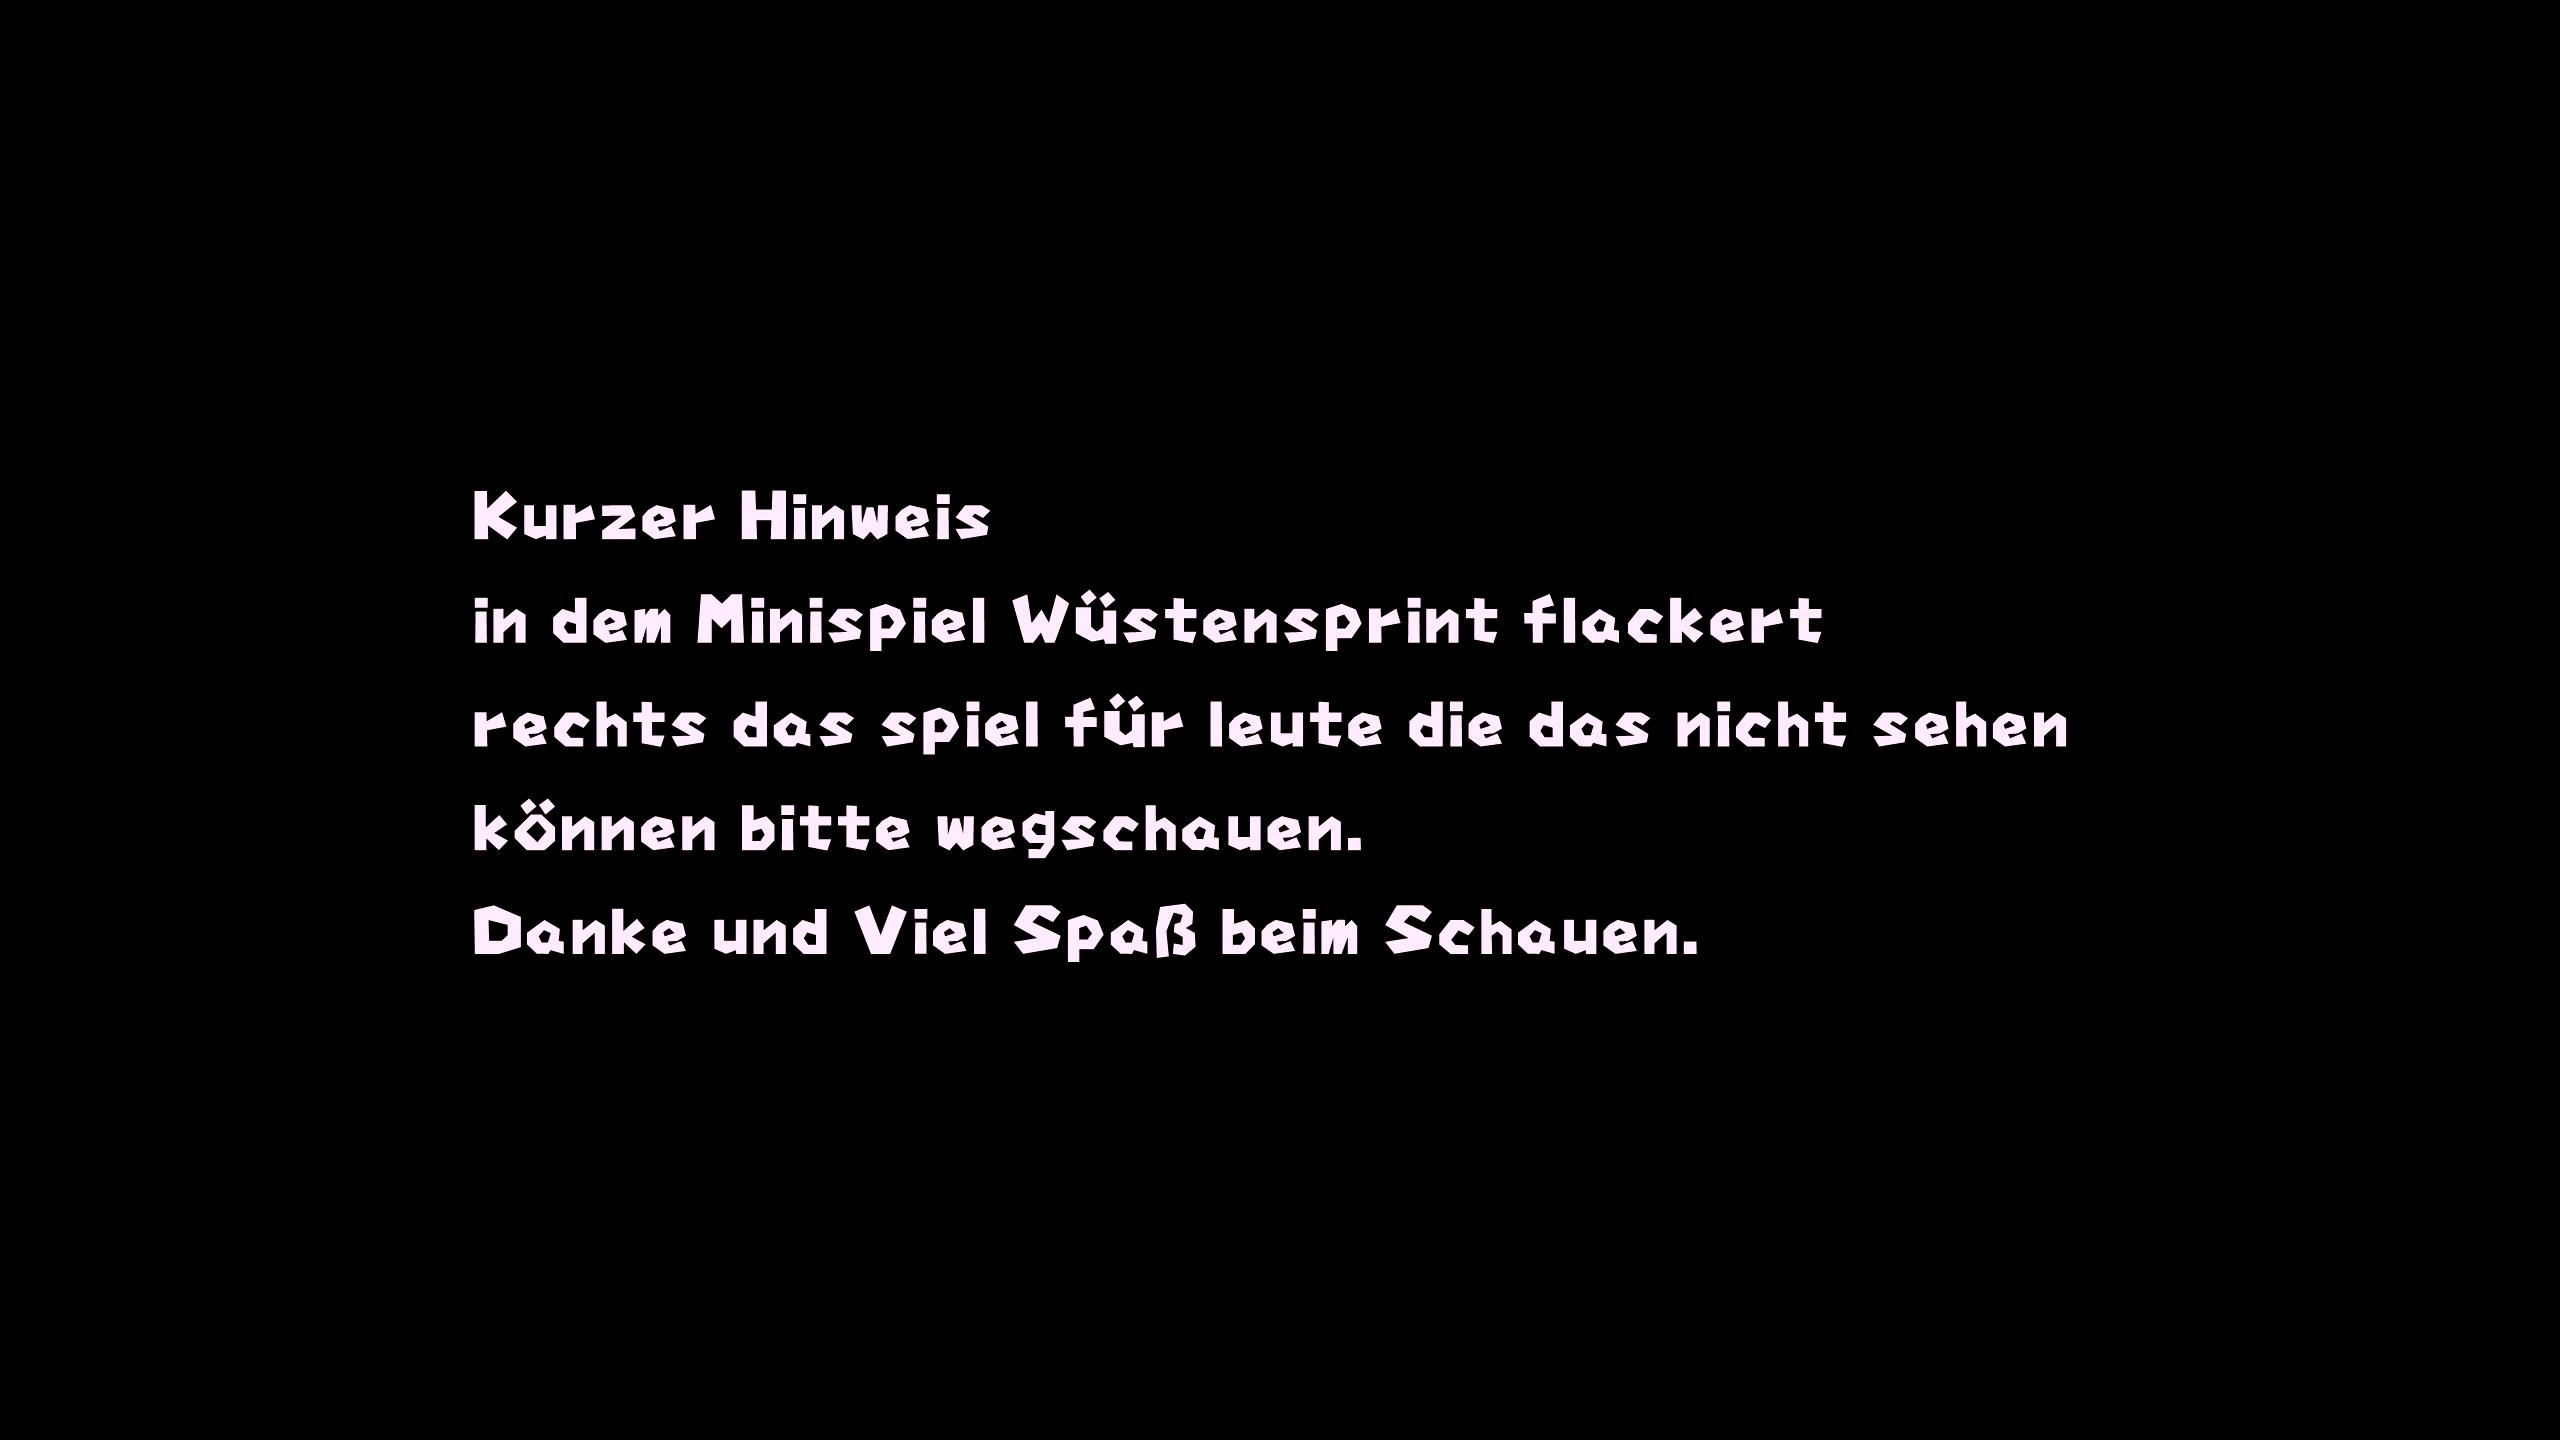 Kurzer Hinweis
in dem Minispiel Wüstensprint flackert
rechts das spiel für leute die das nicht sehen
können bitte wegschauen.
Danke und Viel Spaß beim Schauen.